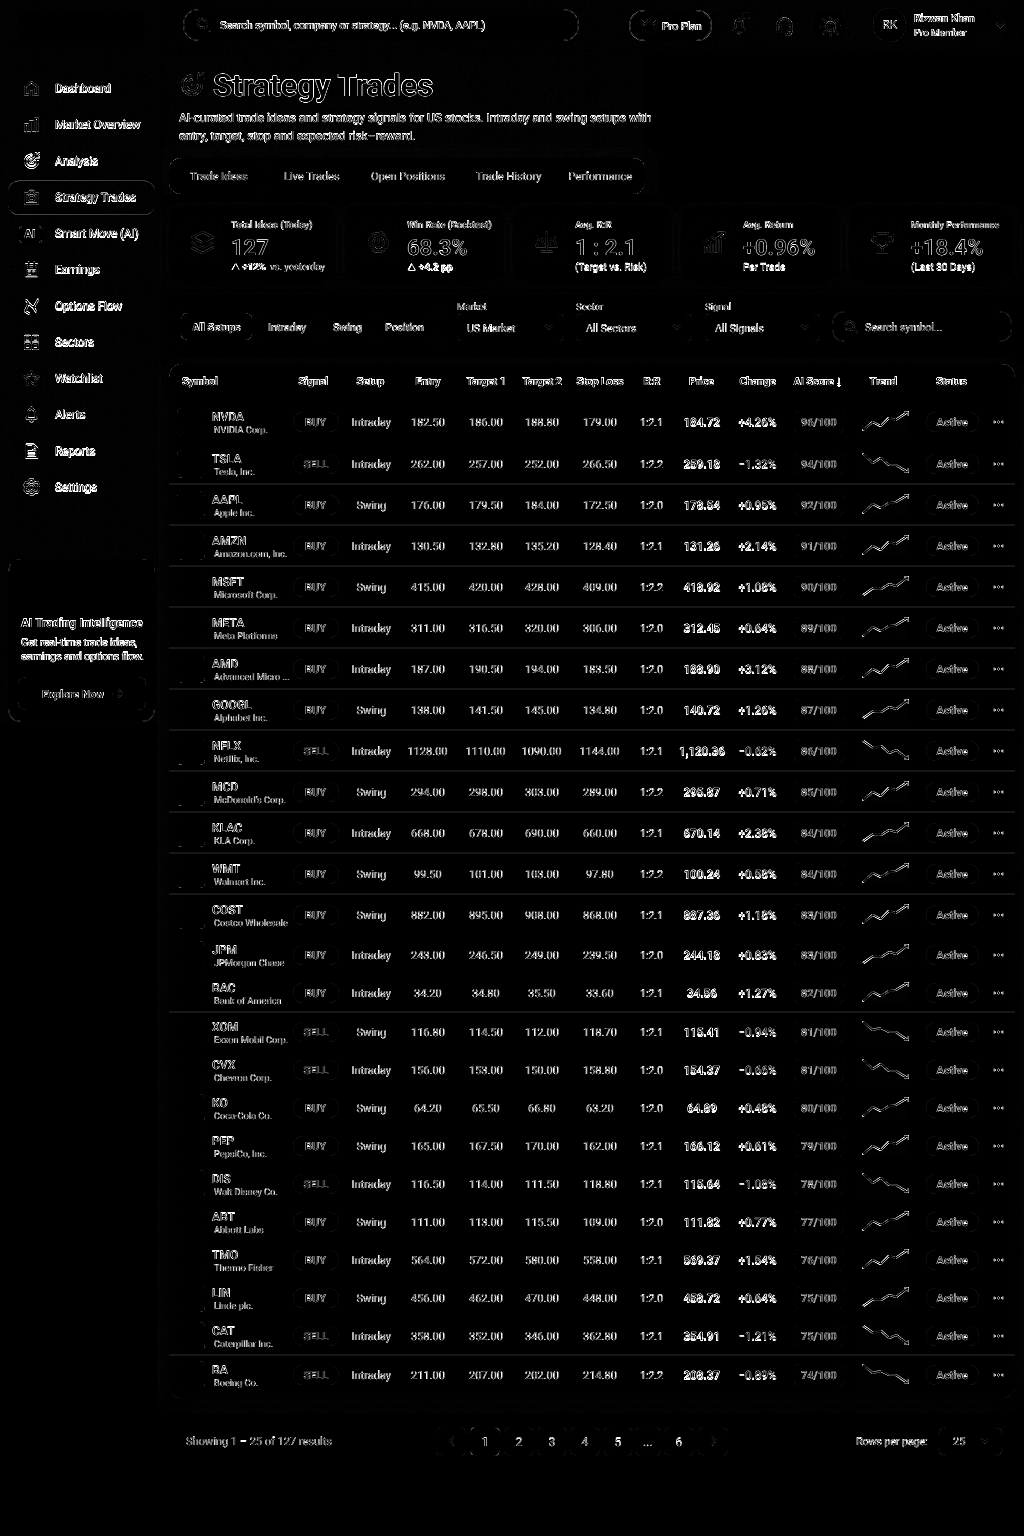 Search symbol, company or strategy... (e.g. NVDA, AAPL)
Pro Plan
RK
Rizwan Khan
Pro Member
Dashboard
Market Overview
Analysis
Strategy Trades
AI Smart Move (AI)
Earnings
Options Flow
Sectors
Watchlist
Alerts
Reports
Settings
AI Trading Intelligence
Get real-time trade ideas,
earnings and options flow.
Explore Now
Strategy Trades
AI-curated trade ideas and strategy signals for US stocks. Intraday and swing setups with
entry, target, stop and expected risk–reward.
Trade Ideas Live Trades Open Positions Trade History Performance
Total Ideas (Today)
127
△ +12% vs. yesterday
Win Rate (Backtest)
68.3%
△ +4.2 pp
Avg. R:R
1 : 2.1
(Target vs. Risk)
Avg. Return
+0.96%
Per Trade
Monthly Performance
+18.4%
(Last 30 Days)
All Setups Intraday Swing Position
Market
US Market
Sector
All Sectors
Signal
All Signals
Search symbol...
Symbol Signal Setup Entry Target 1 Target 2 Stop Loss R:R Price Change AI Score ↓ Trend Status
NVDA BUY Intraday 182.50 186.00 188.80 179.00 1:2.1 184.72 +4.26% 96/100 Active ...
NVIDIA Corp.
TSLA SELL Intraday 262.00 257.00 252.00 266.50 1:2.2 259.18 -1.32% 94/100 Active ...
Tesla, Inc.
AAPL BUY Swing 176.00 179.50 184.00 172.50 1:2.0 178.54 +0.95% 92/100 Active ...
Apple Inc.
AMZN BUY Intraday 130.50 132.80 135.20 128.40 1:2.1 131.26 +2.14% 91/100 Active ...
Amazon.com, Inc.
MSFT BUY Swing 415.00 420.00 428.00 409.00 1:2.2 418.92 +1.08% 90/100 Active ...
Microsoft Corp.
META BUY Intraday 311.00 316.50 320.00 306.00 1:2.0 312.45 +0.64% 89/100 Active ...
Meta Platforms
AMD BUY Intraday 187.00 190.50 194.00 183.50 1:2.0 188.90 +3.12% 88/100 Active ...
Advanced Micro ...
GOOGL BUY Swing 138.00 141.50 145.00 134.80 1:2.0 140.72 +1.26% 87/100 Active ...
Alphabet Inc.
NFLX SELL Intraday 1128.00 1110.00 1090.00 1144.00 1:2.1 1,120.36 -0.62% 86/100 Active ...
Netflix, Inc.
MCD BUY Swing 294.00 298.00 303.00 289.00 1:2.2 295.87 +0.71% 85/100 Active ...
McDonald's Corp.
KLAC BUY Intraday 668.00 678.00 690.00 660.00 1:2.1 670.14 +2.38% 84/100 Active ...
KLA Corp.
WMT BUY Swing 99.50 101.00 103.00 97.80 1:2.2 100.24 +0.58% 84/100 Active ...
Walmart Inc.
COST BUY Swing 882.00 895.00 908.00 868.00 1:2.1 887.36 +1.18% 83/100 Active ...
Costco Wholesale
JPM BUY Intraday 243.00 246.50 249.00 239.50 1:2.0 244.18 +0.83% 83/100 Active ...
JPMorgan Chase
BAC BUY Intraday 34.20 34.80 35.50 33.60 1:2.1 34.56 +1.27% 82/100 Active ...
Bank of America
XOM SELL Swing 116.80 114.50 112.00 118.70 1:2.1 115.41 -0.94% 81/100 Active ...
Exxon Mobil Corp.
CVX SELL Intraday 156.00 153.00 150.00 158.80 1:2.1 154.37 -0.66% 81/100 Active ...
Chevron Corp.
KO BUY Swing 64.20 65.50 66.80 63.20 1:2.0 64.89 +0.48% 80/100 Active ...
Coca-Cola Co.
PEP BUY Swing 165.00 167.50 170.00 162.00 1:2.1 166.12 +0.61% 79/100 Active ...
PepsiCo, Inc.
DIS SELL Intraday 116.50 114.00 111.50 118.80 1:2.1 115.64 -1.08% 78/100 Active ...
Walt Disney Co.
ABT BUY Swing 111.00 113.00 115.50 109.00 1:2.0 111.82 +0.77% 77/100 Active ...
Abbott Labs
TMO BUY Intraday 564.00 572.00 580.00 558.00 1:2.0 569.37 +1.54% 76/100 Active ...
Thermo Fisher
LIN BUY Swing 456.00 462.00 470.00 448.00 1:2.0 458.72 +0.64% 75/100 Active ...
Linde plc.
CAT SELL Intraday 358.00 352.00 346.00 362.80 1:2.1 354.91 -1.21% 75/100 Active ...
Caterpillar Inc.
BA SELL Intraday 211.00 207.00 202.00 214.80 1:2.2 208.37 -0.89% 74/100 Active ...
Boeing Co.
Showing 1 – 25 of 127 results
1 2 3 4 5 ... 6
Rows per page: 25